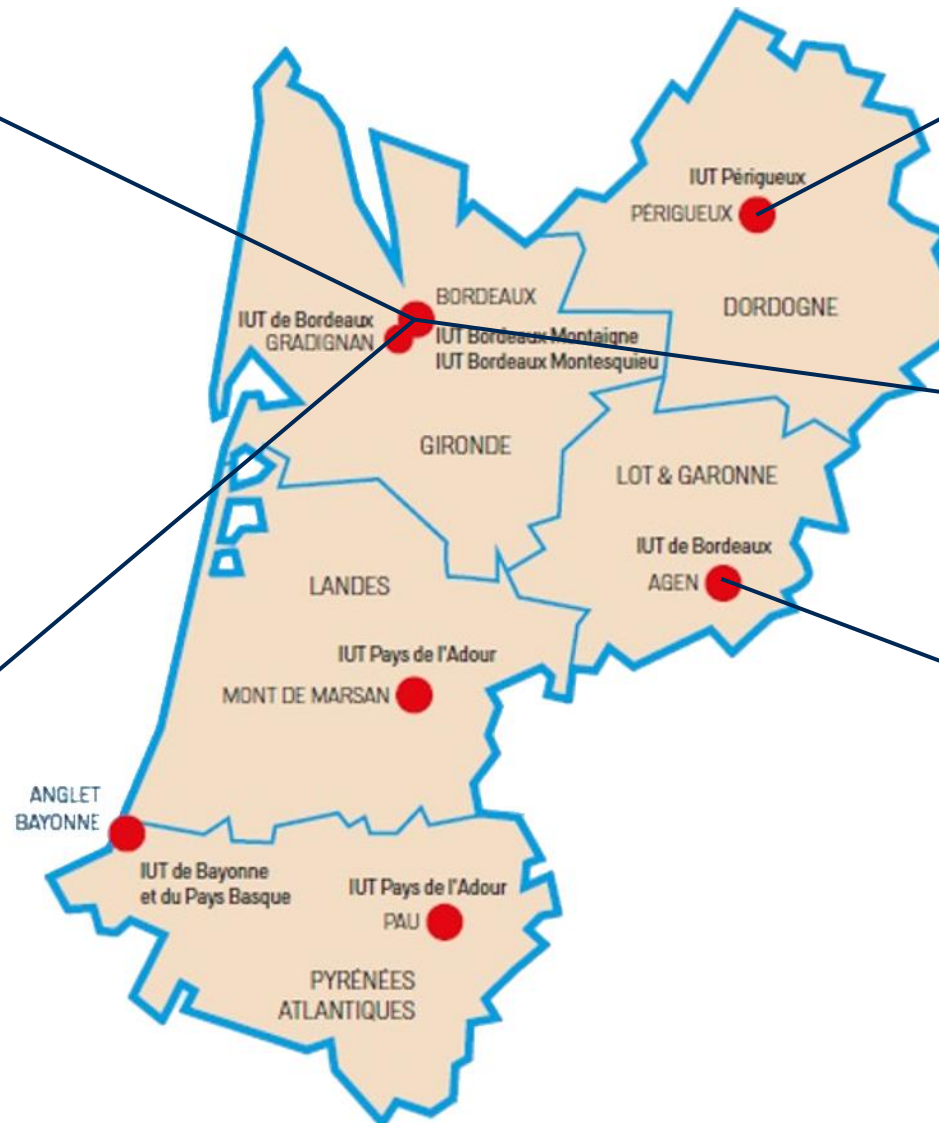 IUT Périgueux
PÉRIGUEUX
DORDOGNE
BORDEAUX
IUT de Bordeaux
GRADIGNAN
IUT Bordeaux Montaigne
IUT Bordeaux Montesquieu
GIRONDE
LOT & GARONNE
IUT de Bordeaux
AGEN
LANDES
IUT Pays de l'Adour
MONT DE MARSAN
ANGLET
BAYONNE
IUT de Bayonne
et du Pays Basque
IUT Pays de l'Adour
PAU
PYRÉNÉES
ATLANTIQUES